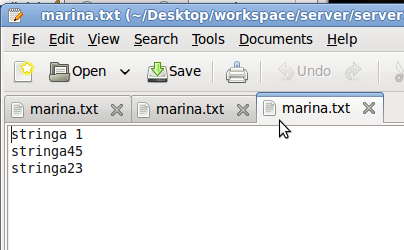 marina.txt (~/Desktop/workspace/server/server
File Edit View Search Tools Documents Help
Open Save Undo
marina.txt marina.txt marina.txt
stringa 1
stringa45
stringa23